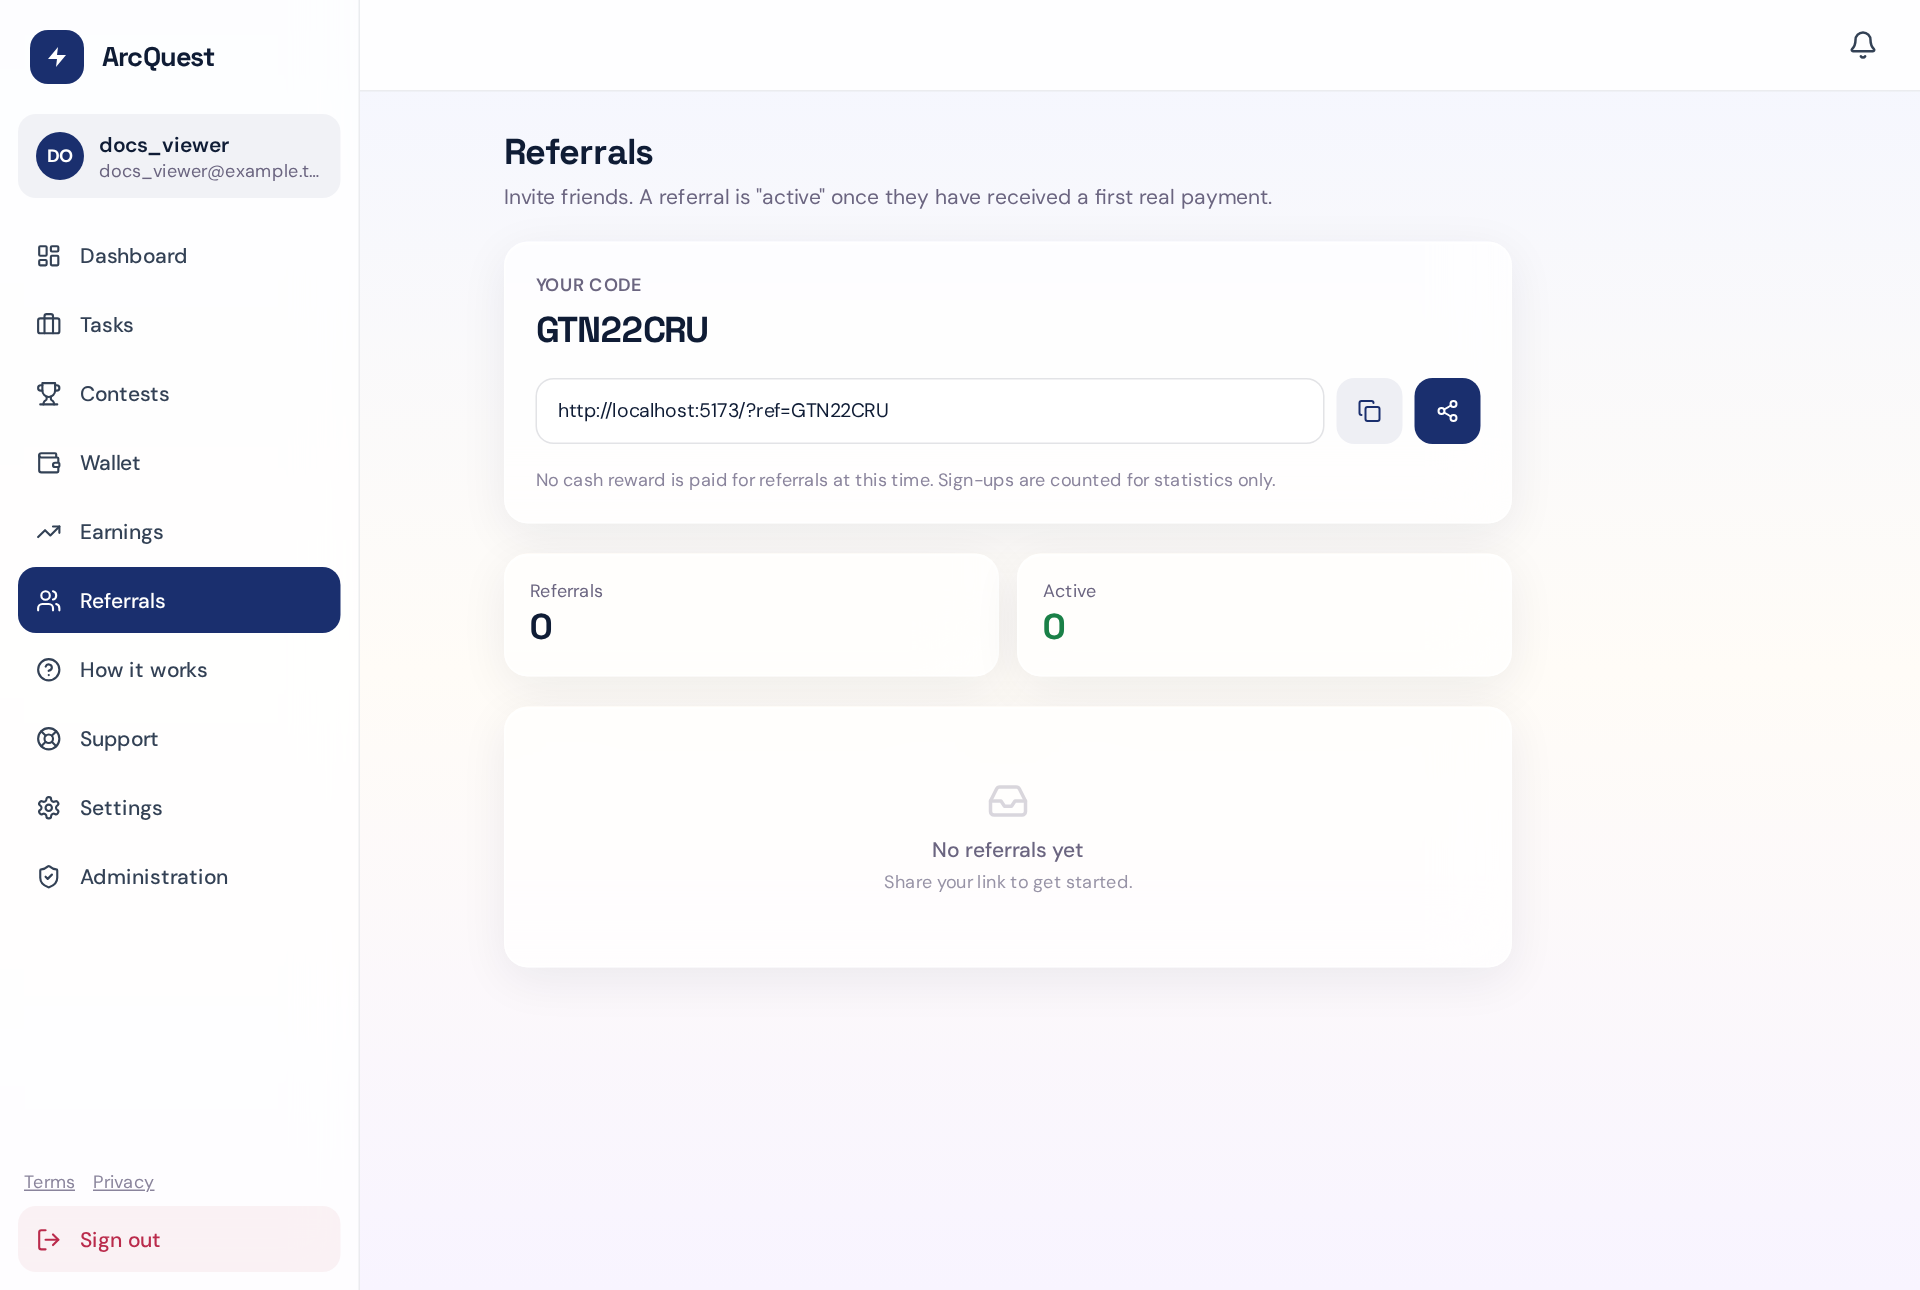 ArcQuest
DO
docs_viewer
docs_viewer@example.t...
Dashboard
Tasks
Contests
Wallet
Earnings
Referrals
How it works
Support
Settings
Administration
Terms Privacy
Sign out
Referrals
Invite friends. A referral is "active" once they have received a first real payment.
YOUR CODE
GTN22CRU
http://localhost:5173/?ref=GTN22CRU
No cash reward is paid for referrals at this time. Sign-ups are counted for statistics only.
Referrals
0
Active
0
No referrals yet
Share your link to get started.